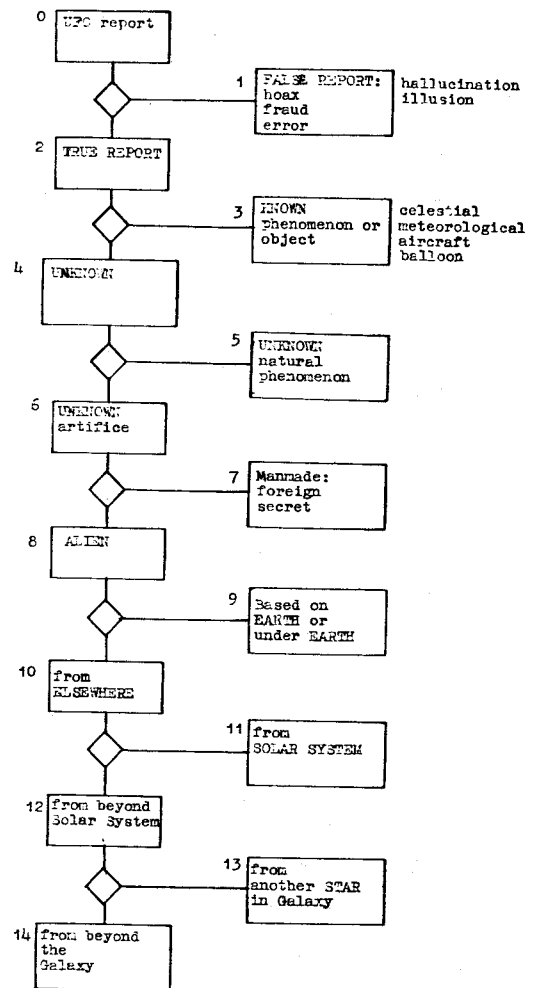 0
UFO report
1
FALSE REPORT:
hoax
fraud
error
hallucination
illusion
2
TRUE REPORT
3
KNOWN
phenomenon or
object
celestial
meteorological
aircraft
balloon
4
UNKNOWN
5
UNKNOWN
natural
phenomenon
6
UNKNOWN
artifice
7
Manmade:
foreign
secret
8
ALIEN
9
Based on
EARTH or
under EARTH
10
from
ELSEWHERE
11
from
SOLAR SYSTEM
12
from beyond
Solar System
13
from
another STAR
in Galaxy
14
from beyond
the
Galaxy